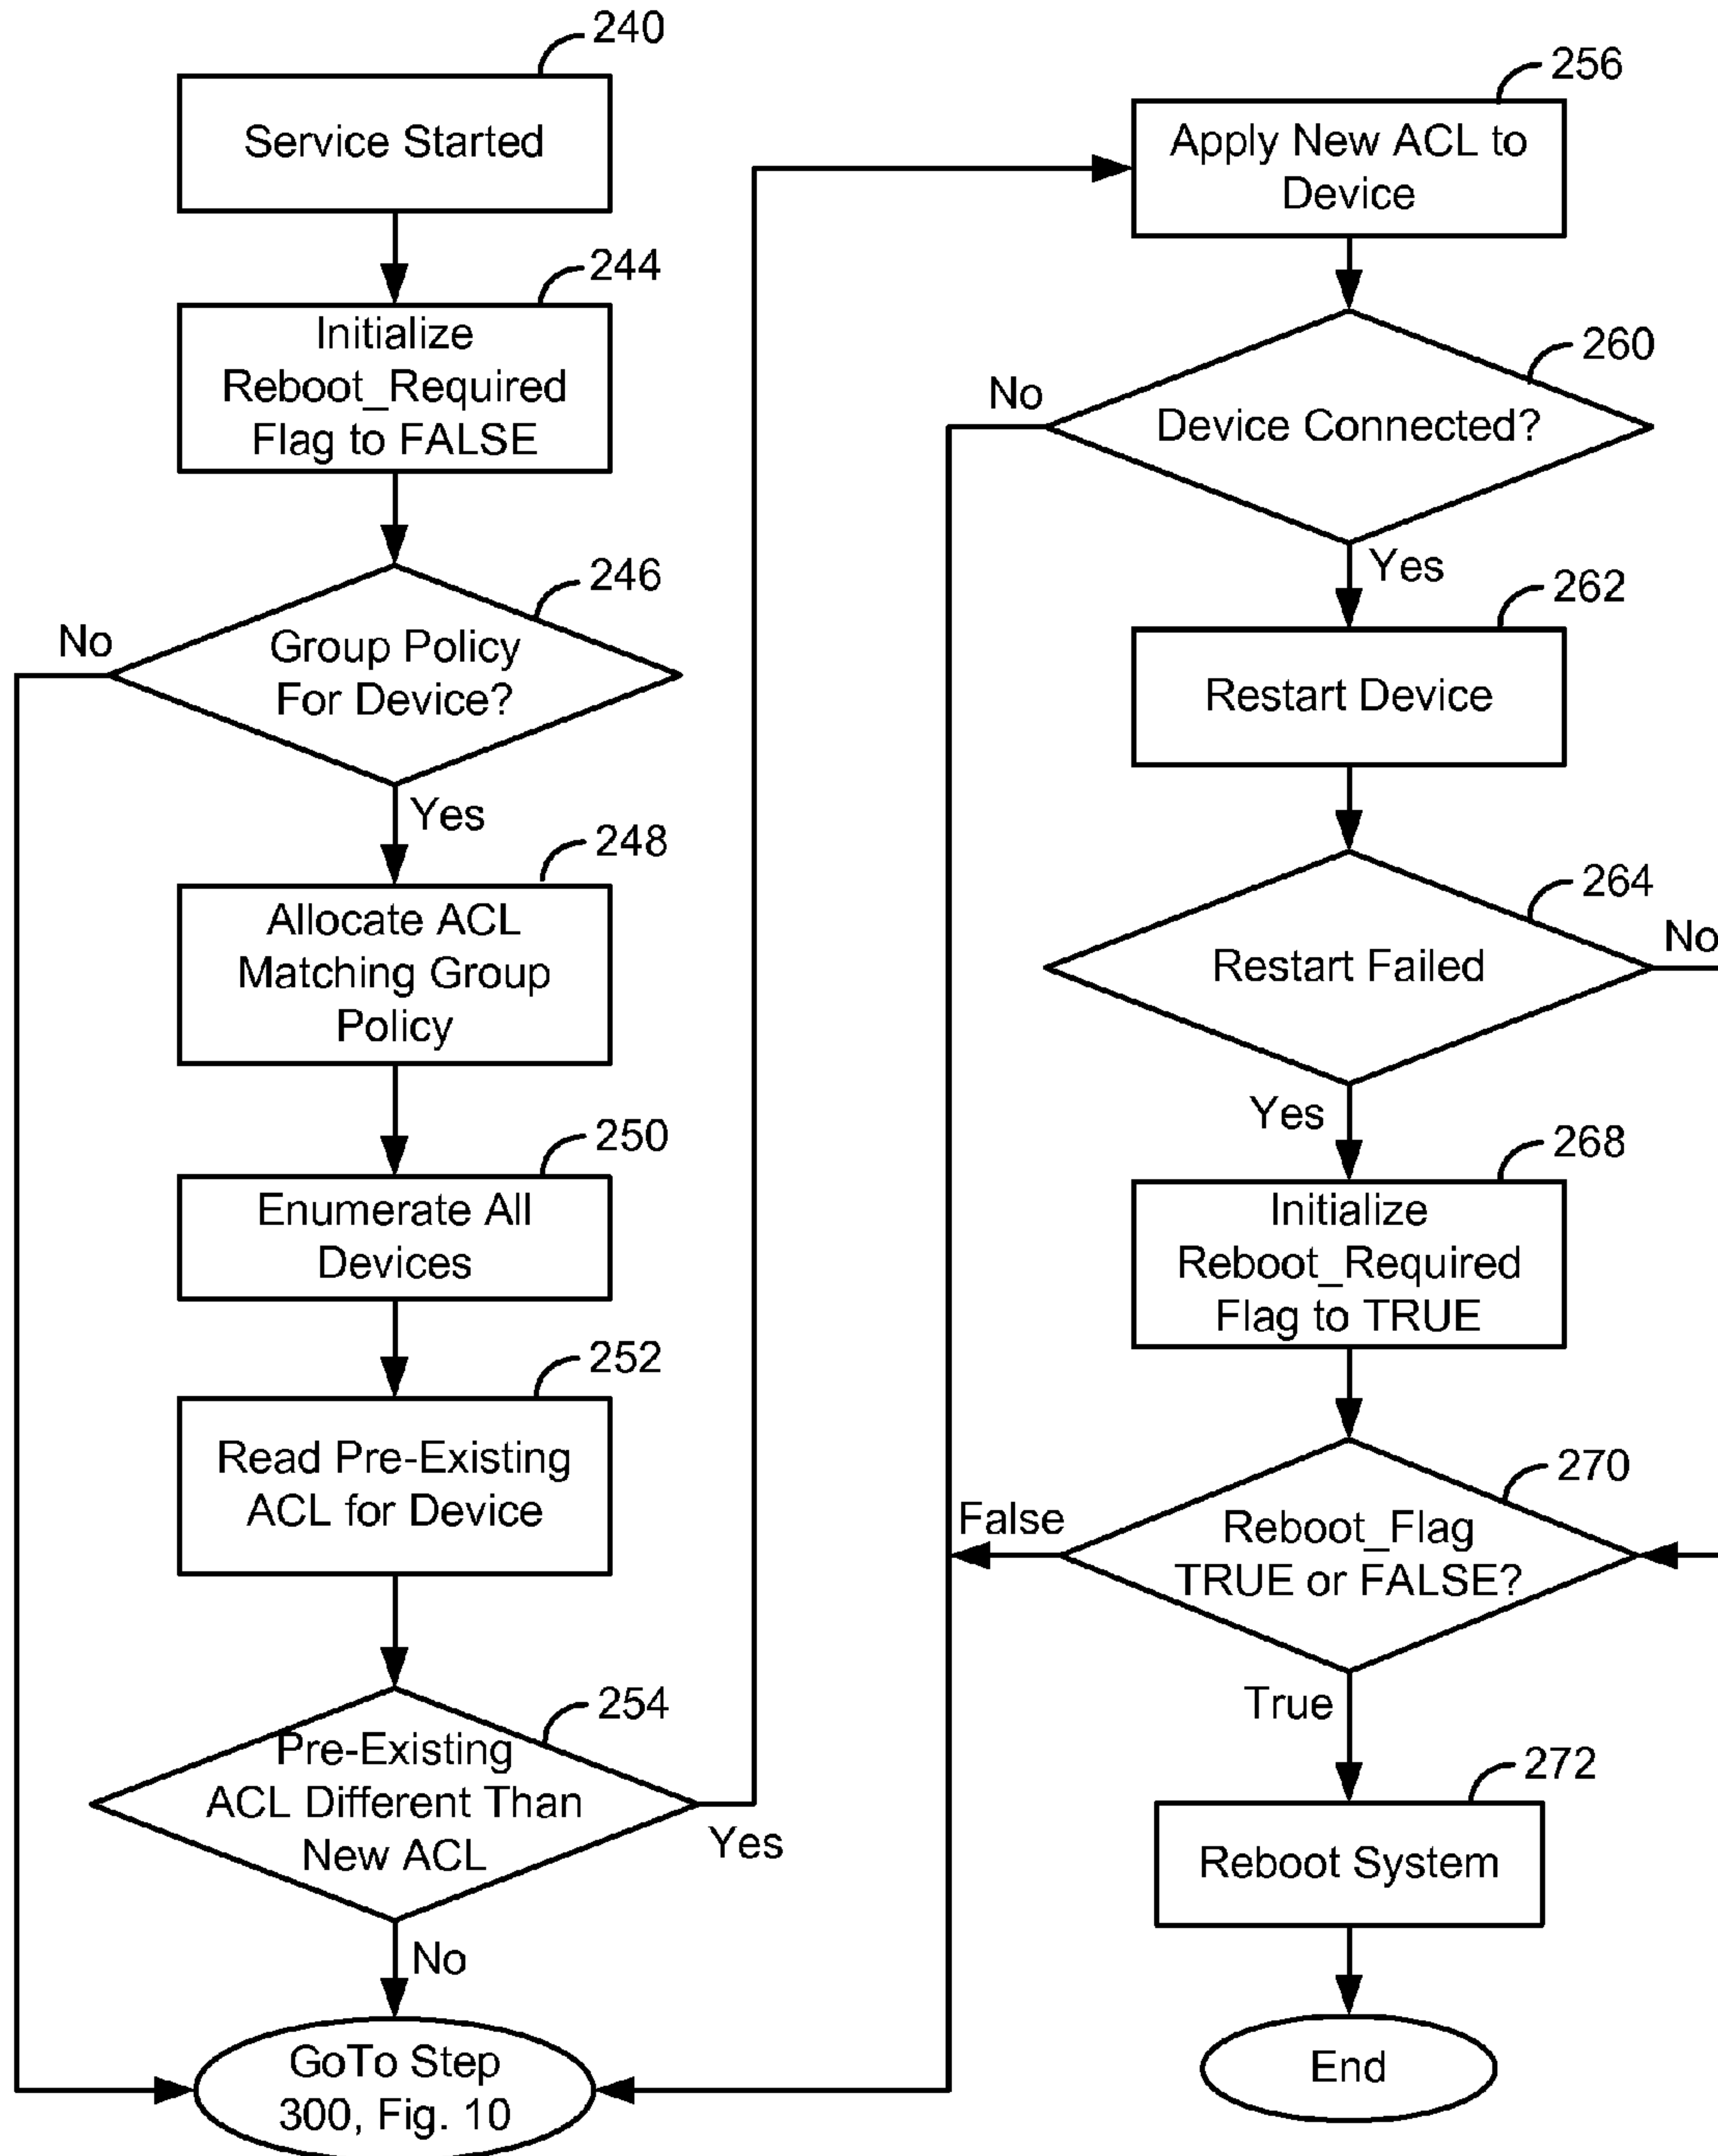 240
Service Started
244
Initialize
Reboot_Required
Flag to FALSE
246
No
Group Policy
For Device?
Yes
248
Allocate ACL
Matching Group
Policy
250
Enumerate All
Devices
252
Read Pre-Existing
ACL for Device
254
Pre-Existing
ACL Different Than
New ACL
Yes
No
GoTo Step
300, Fig. 10
256
Apply New ACL to
Device
260
No
Device Connected?
Yes
262
Restart Device
264
No
Restart Failed
Yes
268
Initialize
Reboot_Required
Flag to TRUE
270
False
Reboot_Flag
TRUE or FALSE?
True
272
Reboot System
End